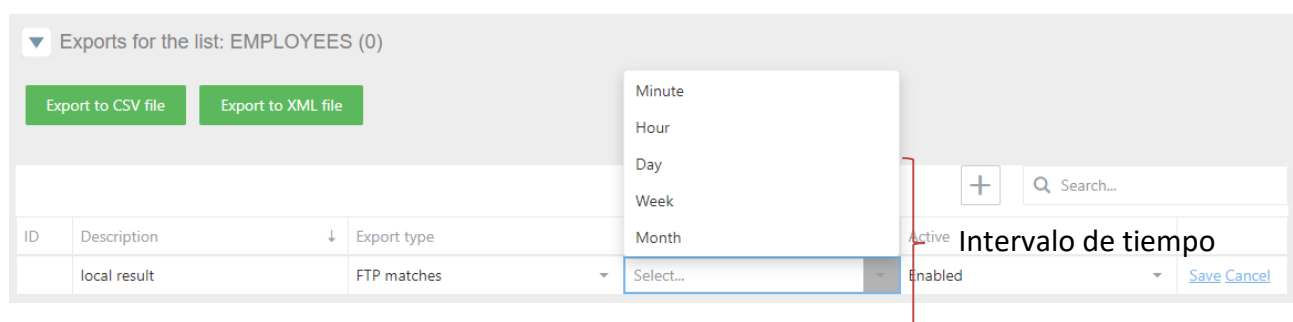 Exports for the list: EMPLOYEES (0)
Export to CSV file Export to XML file
Minute
Hour
Day
Week
Month
Search...
ID Description ↓ Export type Active
Intervalo de tiempo
local result FTP matches Select... Enabled Save Cancel